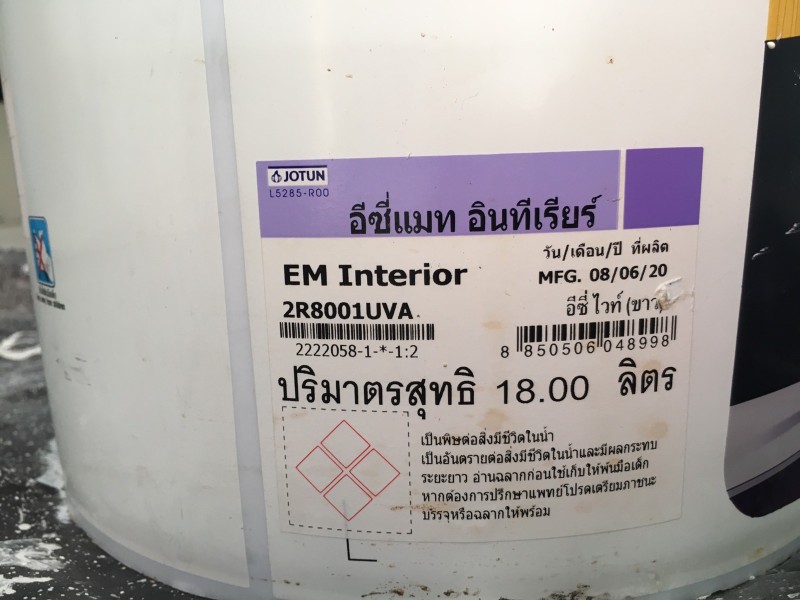 JOTUN
L5285-R00
อีซี่แมท อินทีเรียร์
วัน/เดือน/ปี ที่ผลิต
EM Interior
MFG. 08/06/20
2R8001UVA
อีซี่ ไวท์ (ขาว)
2222058-1-*-1:2
8 850506 048998
ปริมาตรสุทธิ 18.00 ลิตร
เป็นพิษต่อสิ่งมีชีวิตในน้ำ
เป็นอันตรายต่อสิ่งมีชีวิตในน้ำและมีผลกระทบ
ระยะยาว อ่านฉลากก่อนใช้เก็บให้พ้นมือเด็ก
หากต้องการปรึกษาแพทย์โปรดเตรียมภาชนะ
บรรจุหรือฉลากให้พร้อม